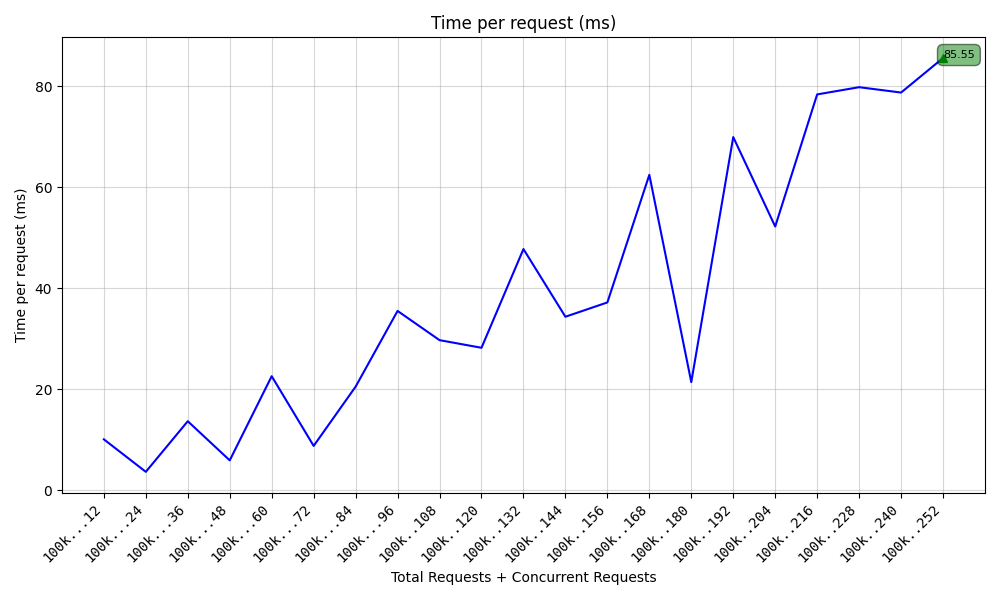 Time per request (ms)
85.55
Time per request (ms)
80
60
40
20
0
100k...12
100k...24
100k...36
100k...48
100k...60
100k...72
100k...84
100k...96
100k..108
100k..120
100k..132
100k..144
100k..156
100k..168
100k..180
100k..192
100k..204
100k..216
100k..228
100k..240
100k..252
Total Requests + Concurrent Requests